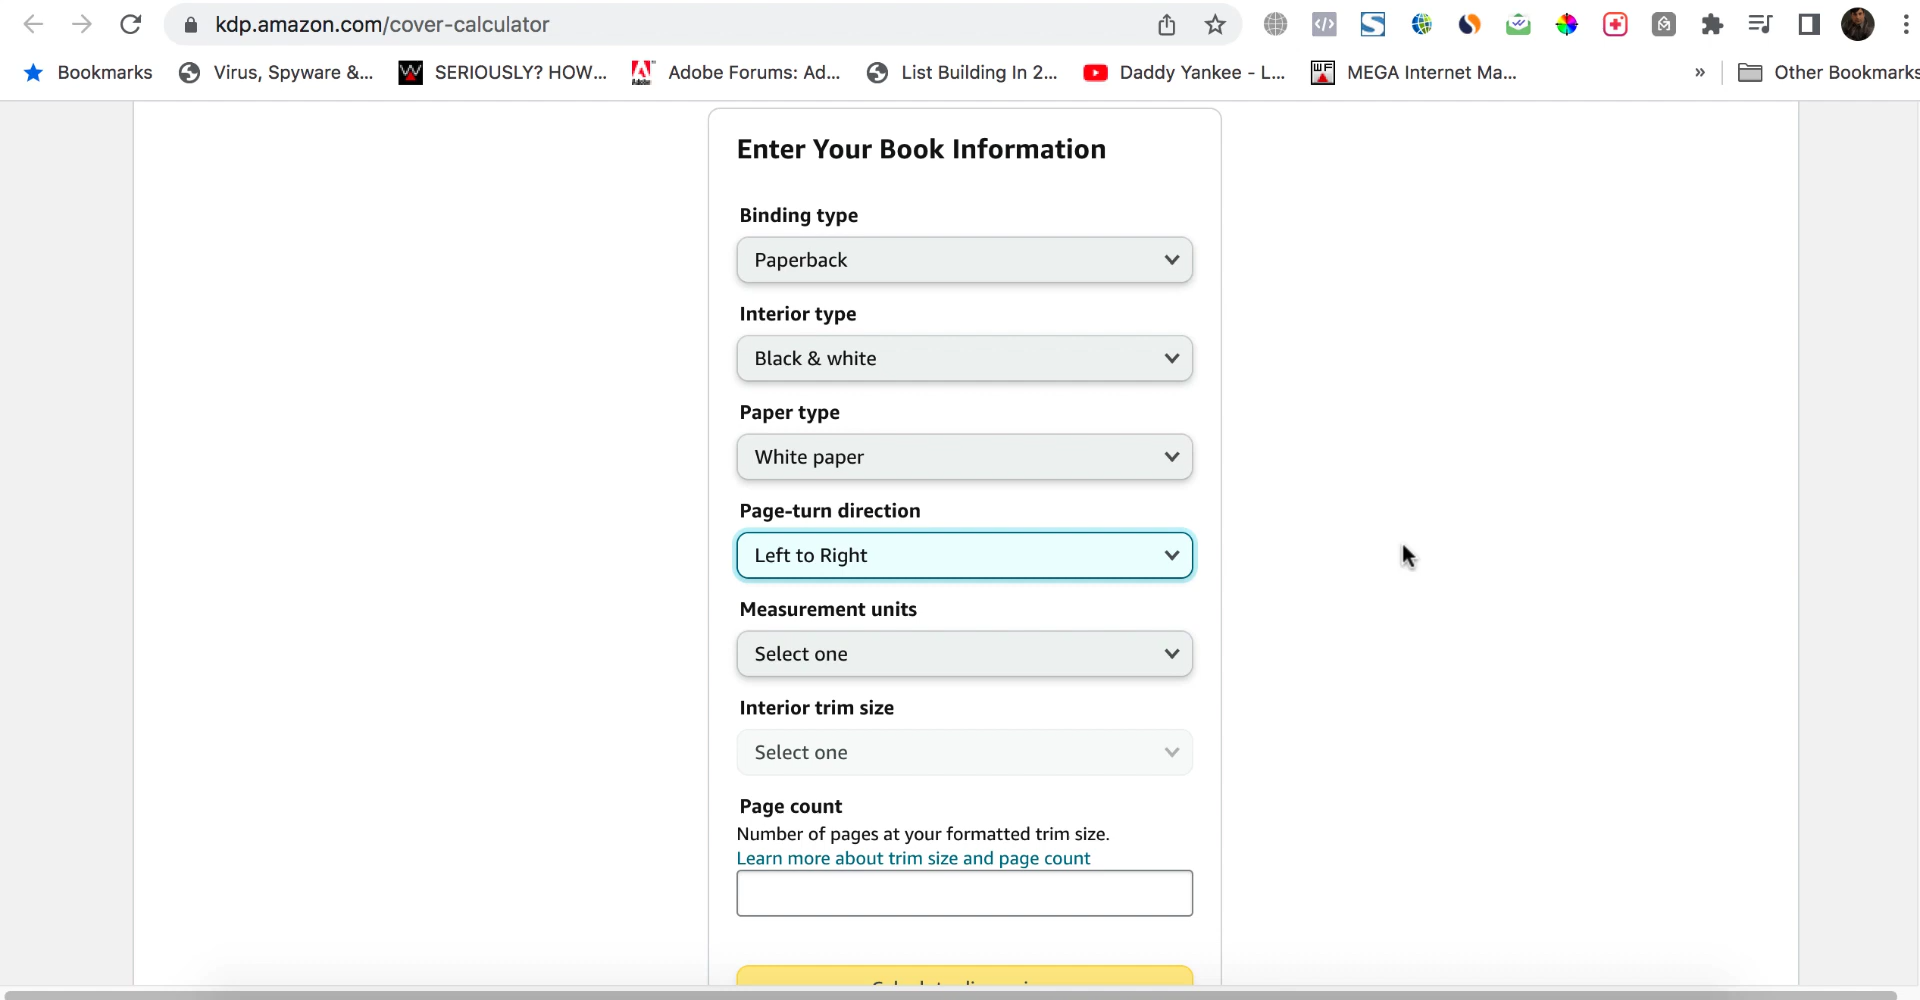 kdp.amazon.com/cover-calculator
Bookmarks
Virus, Spyware &...
SERIOUSLY? HOW...
Adobe Forums: Ad...
List Building In 2...
Daddy Yankee - L...
MEGA Internet Ma...
»
Other Bookmarks
Enter Your Book Information
Binding type
Paperback
Interior type
Black & white
Paper type
White paper
Page-turn direction
Left to Right
Measurement units
Select one
Interior trim size
Select one
Page count
Number of pages at your formatted trim size.
Learn more about trim size and page count